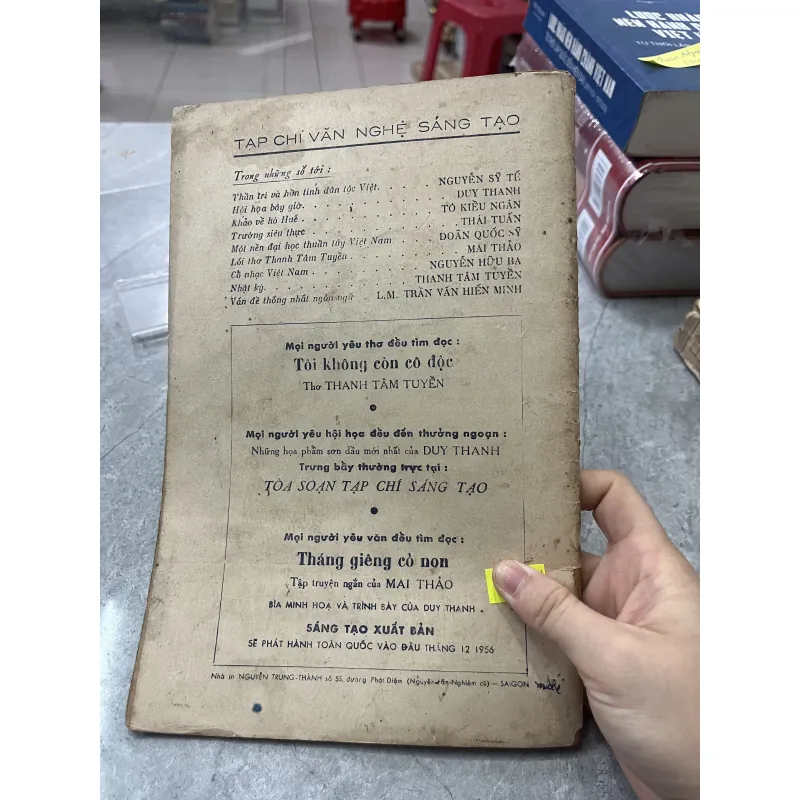 TẠP CHÍ VĂN NGHỆ SÁNG TẠO
Trong những số tới :
Thần trí và hồn tính dân tộc Việt. . . . . . NGUYỄN SỸ TẾ
Hội họa bây giờ. . . . . . . . . DUY THANH
Khảo về hò Huế . . . . . . . . . TÔ KIỀU NGÂN
Trường siên thực . . . . . . . . . THÁI TUẤN
Một nền đại học thuần túy Việt Nam . . . . DOÃN QUỐC SỸ
Lối thơ Thanh Tâm Tuyền . . . . . . . MAI THẢO
Cổ nhạc Việt Nam . . . . . . . . NGUYỄN HỮU BA
Nhật ký. . . . . . . . . . THANH TÂM TUYỀN
Vấn đề thống nhất ngôn ngữ . . L.M. TRẦN VĂN HIẾN MINH
Mọi người yêu thơ đều tìm đọc :
Tôi không còn cô độc
Thơ THANH TÂM TUYỀN
Mọi người yêu hội họa đều đến thưởng ngoạn :
Những họa phẩm sơn dầu mới nhất của DUY THANH
Trưng bầy thường trực tại :
TÒA SOẠN TẠP CHÍ SÁNG TẠO
Mọi người yêu văn đều tìm đọc :
Tháng giêng cỏ non
Tập truyện ngắn của MAI THẢO
BÌA MINH HOẠ VÀ TRÌNH BÀY CỦA DUY THANH
SÁNG TẠO XUẤT BẢN
SẼ PHÁT HÀNH TOÀN QUỐC VÀO ĐẦU THÁNG 12 1956
Nhà in NGUYỄN TRUNG-THÀNH số 55, đường Phát Diệm (Nguyễn-Tấn-Nghiệm cũ) — SAIGON